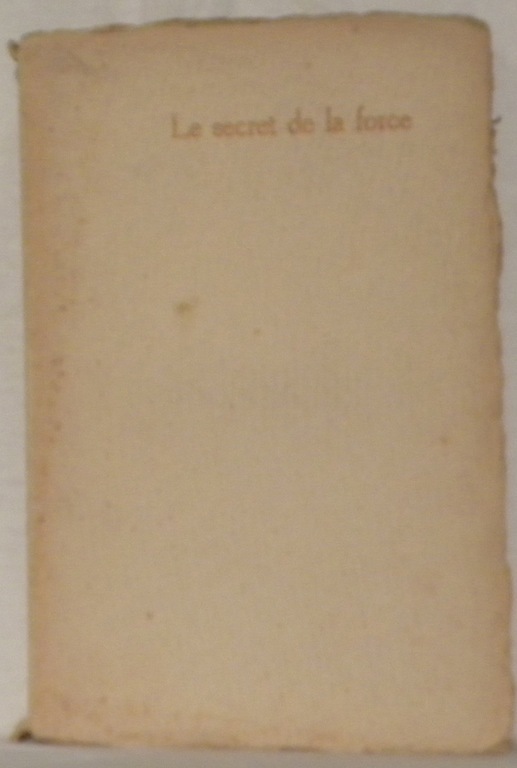 Le secret de la force